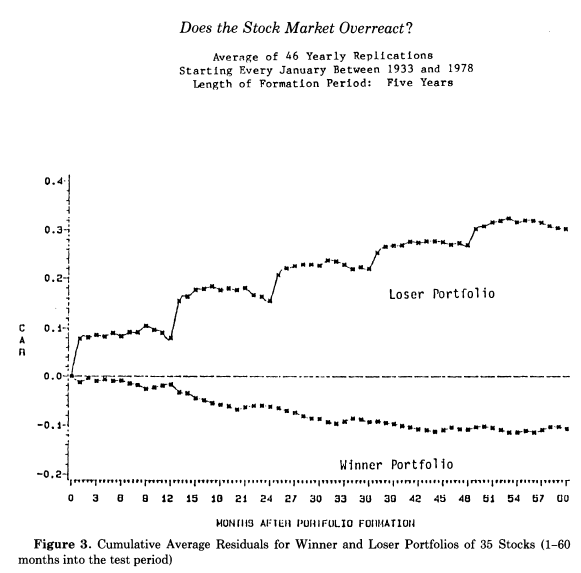 Does the Stock Market Overreact?
Average of 46 Yearly Replications
Starting Every January Between 1933 and 1978
Length of Formation Period: Five Years
0.4
0.3
0.2
Loser Portfolio
C
A
R
0.1
0.0
-0.1
Winner Portfolio
-0.2
0 3 6 9 12 15 18 21 24 27 30 33 36 39 42 45 48 51 54 57 60
MONTHS AFTER PORTFOLIO FORMATION
Figure 3. Cumulative Average Residuals for Winner and Loser Portfolios of 35 Stocks (1–60
months into the test period)